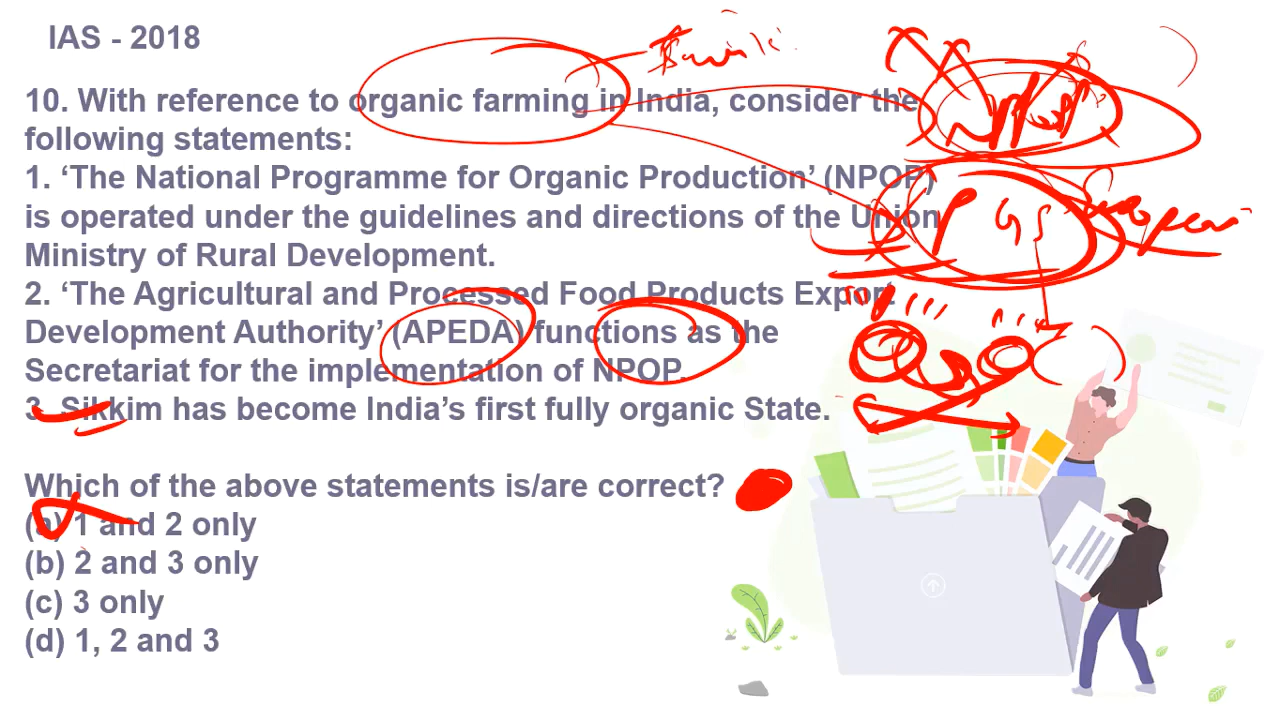 IAS - 2018
10. With reference to organic farming in India, consider the
following statements:
1. ‘The National Programme for Organic Production’ (NPOP)
is operated under the guidelines and directions of the Union
Ministry of Rural Development.
2. ‘The Agricultural and Processed Food Products Export
Development Authority’ (APEDA) functions as the
Secretariat for the implementation of NPOP.
3. Sikkim has become India’s first fully organic State.
Which of the above statements is/are correct?
(a) 1 and 2 only
(b) 2 and 3 only
(c) 3 only
(d) 1, 2 and 3
PGS